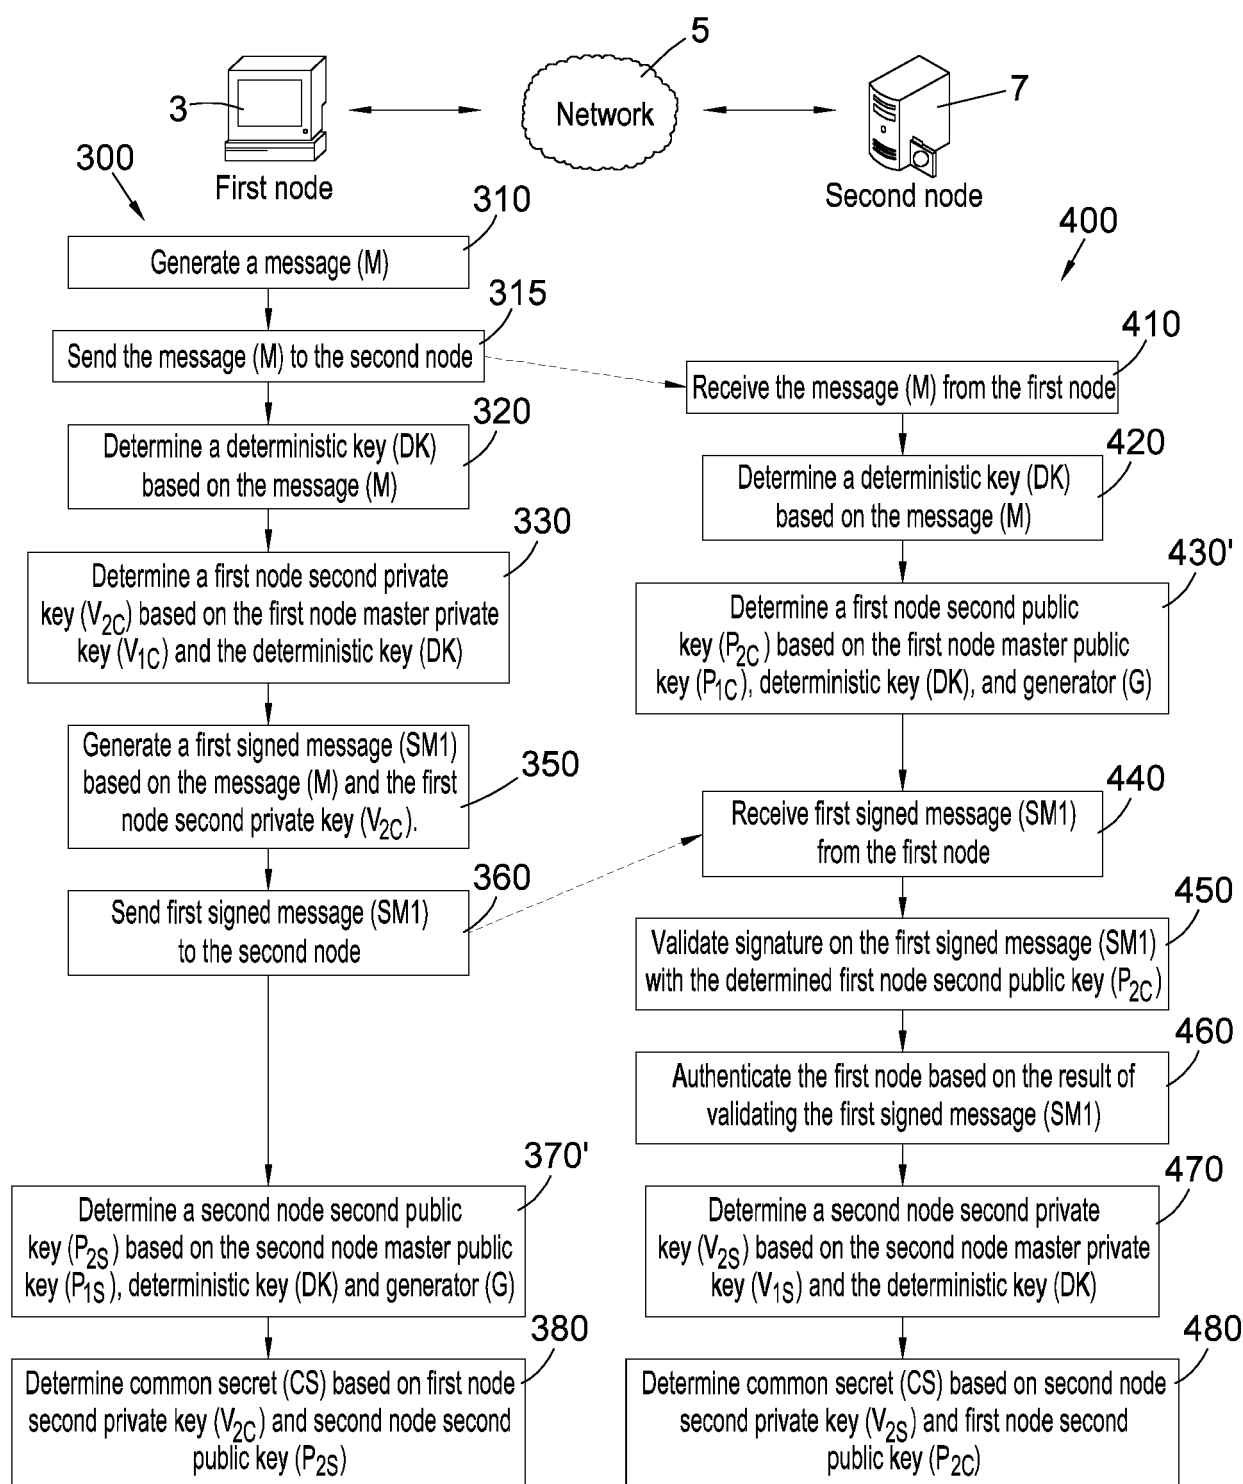 5
3
Network
7
First node
Second node
300
400
310
Generate a message (M)
315
Send the message (M) to the second node
320
Determine a deterministic key (DK)
based on the message (M)
330
Determine a first node second private
key (V2C) based on the first node master private
key (V1C) and the deterministic key (DK)
Generate a first signed message (SM1)
based on the message (M) and the first
node second private key (V2C).
350
360
Send first signed message (SM1)
to the second node
370'
Determine a second node second public
key (P2S) based on the second node master public
key (P1S), deterministic key (DK) and generator (G)
380
Determine common secret (CS) based on first node
second private key (V2C) and second node second
public key (P2S)
410
Receive the message (M) from the first node
420
Determine a deterministic key (DK)
based on the message (M)
430'
Determine a first node second public
key (P2C) based on the first node master public
key (P1C), deterministic key (DK), and generator (G)
440
Receive first signed message (SM1)
from the first node
450
Validate signature on the first signed message (SM1)
with the determined first node second public key (P2C)
460
Authenticate the first node based on the result of
validating the first signed message (SM1)
470
Determine a second node second private
key (V2S) based on the second node master private
key (V1S) and the deterministic key (DK)
480
Determine common secret (CS) based on second node
second private key (V2S) and first node second
public key (P2C)